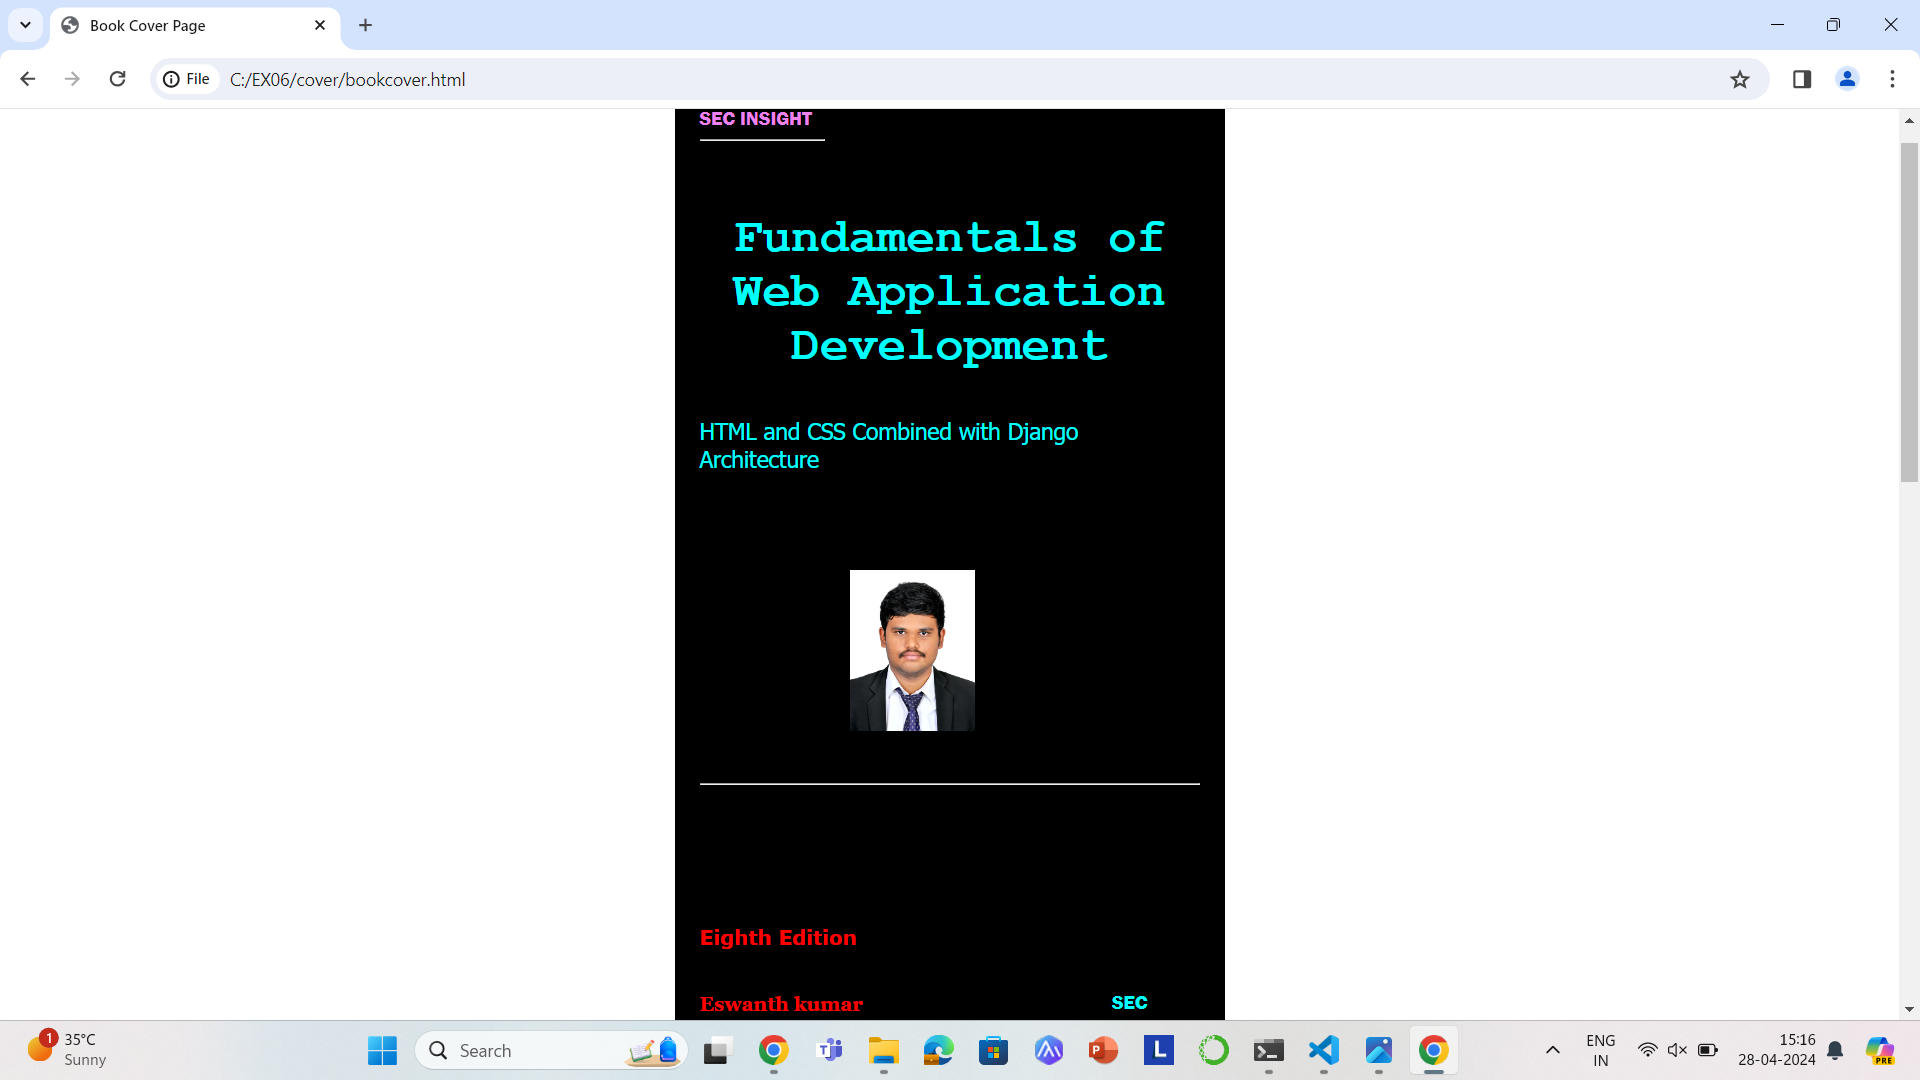 Book Cover Page
File
C:/EX06/cover/bookcover.html
SEC INSIGHT
Fundamentals of
Web Application
Development
HTML and CSS Combined with Django
Architecture
Eighth Edition
Eswanth kumar
SEC
1
35°C
Sunny
Search
L
PRE
ENG
IN
15:16
28-04-2024